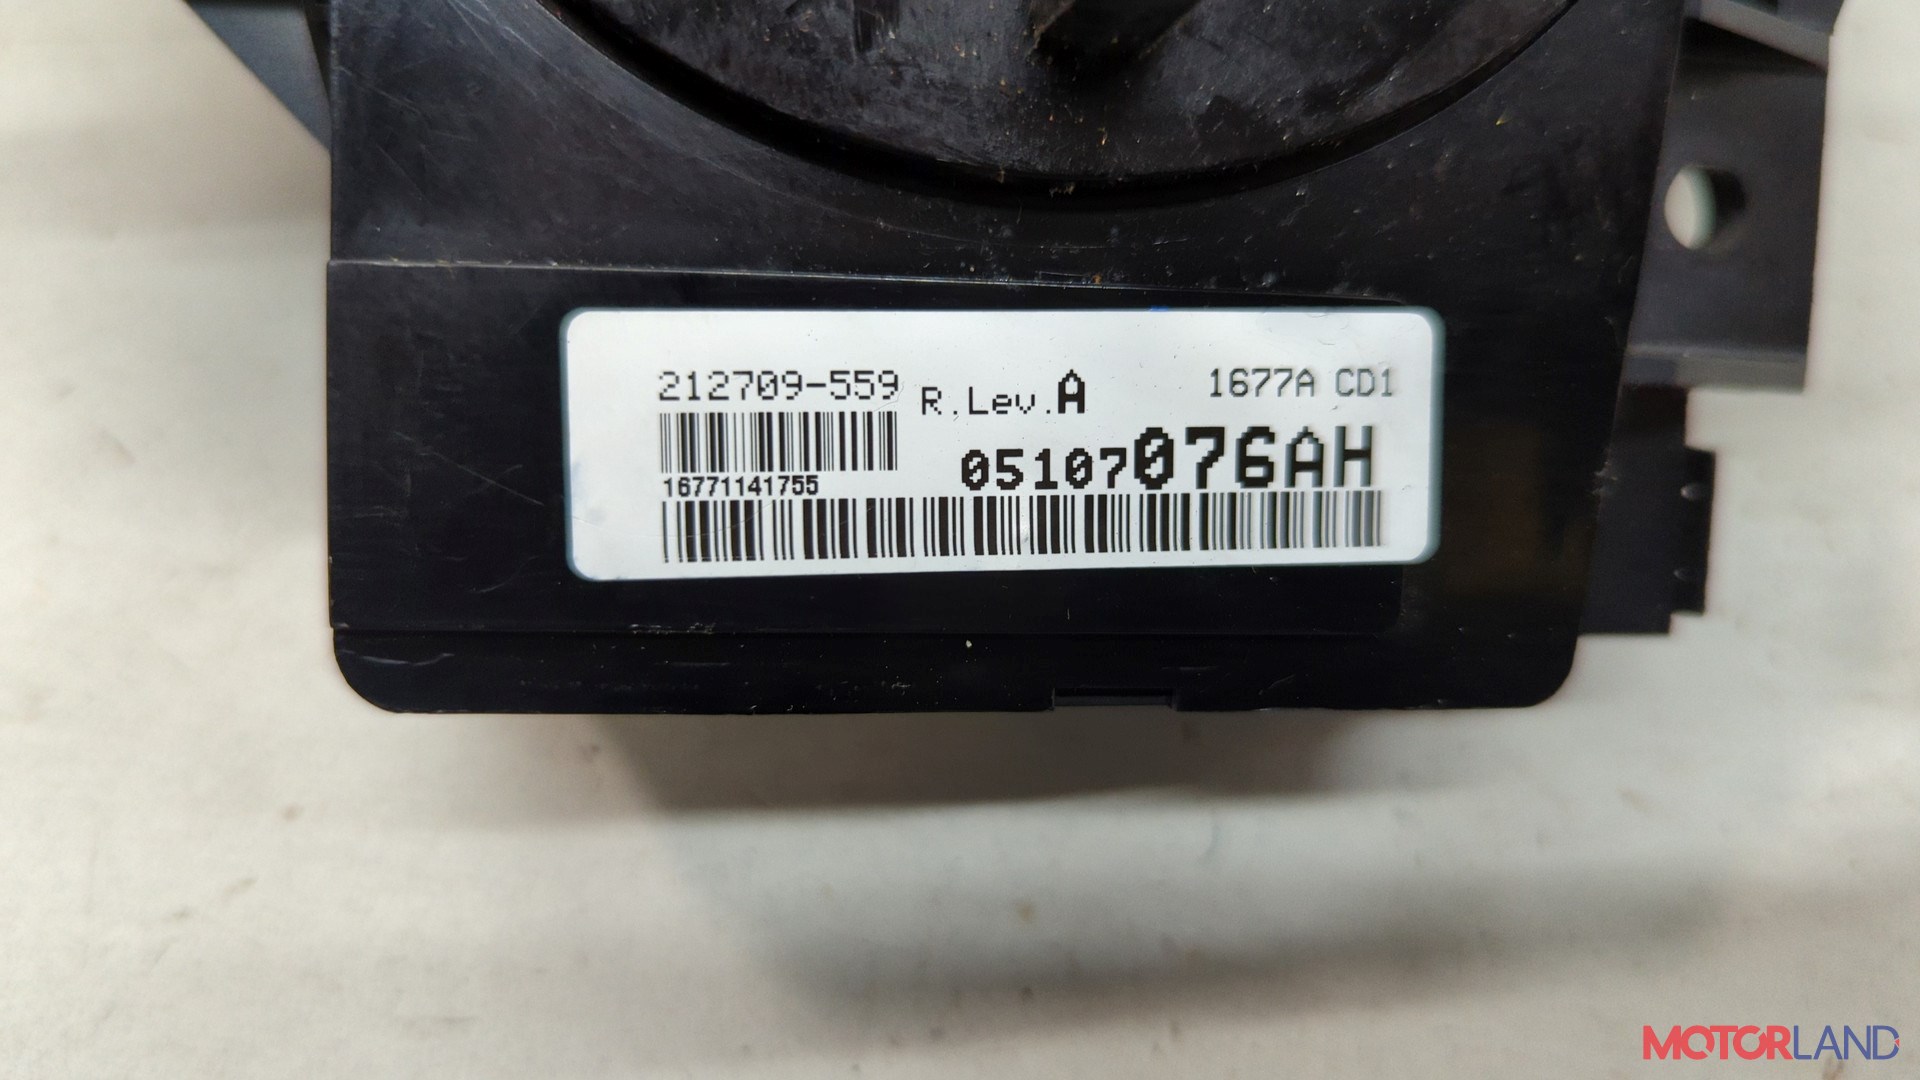 212709-559 R.Lev.A 1677A CD1
05107076AH
16771141755
MOTORLAND